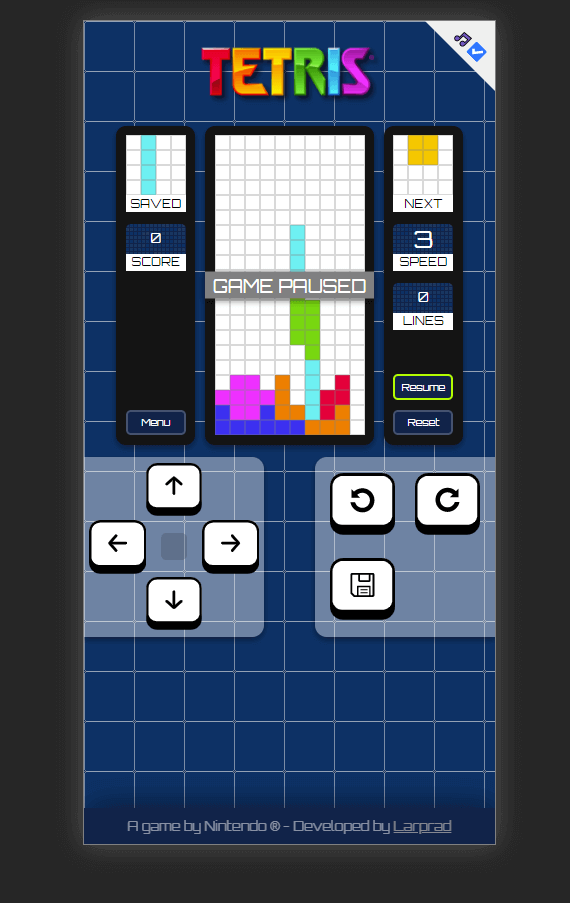 TETRIS
SAVED
0
SCORE
Menu
GAME PAUSED
NEXT
3
SPEED
0
LINES
Resume
Reset
A game by Nintendo ® - Developed by Larprad